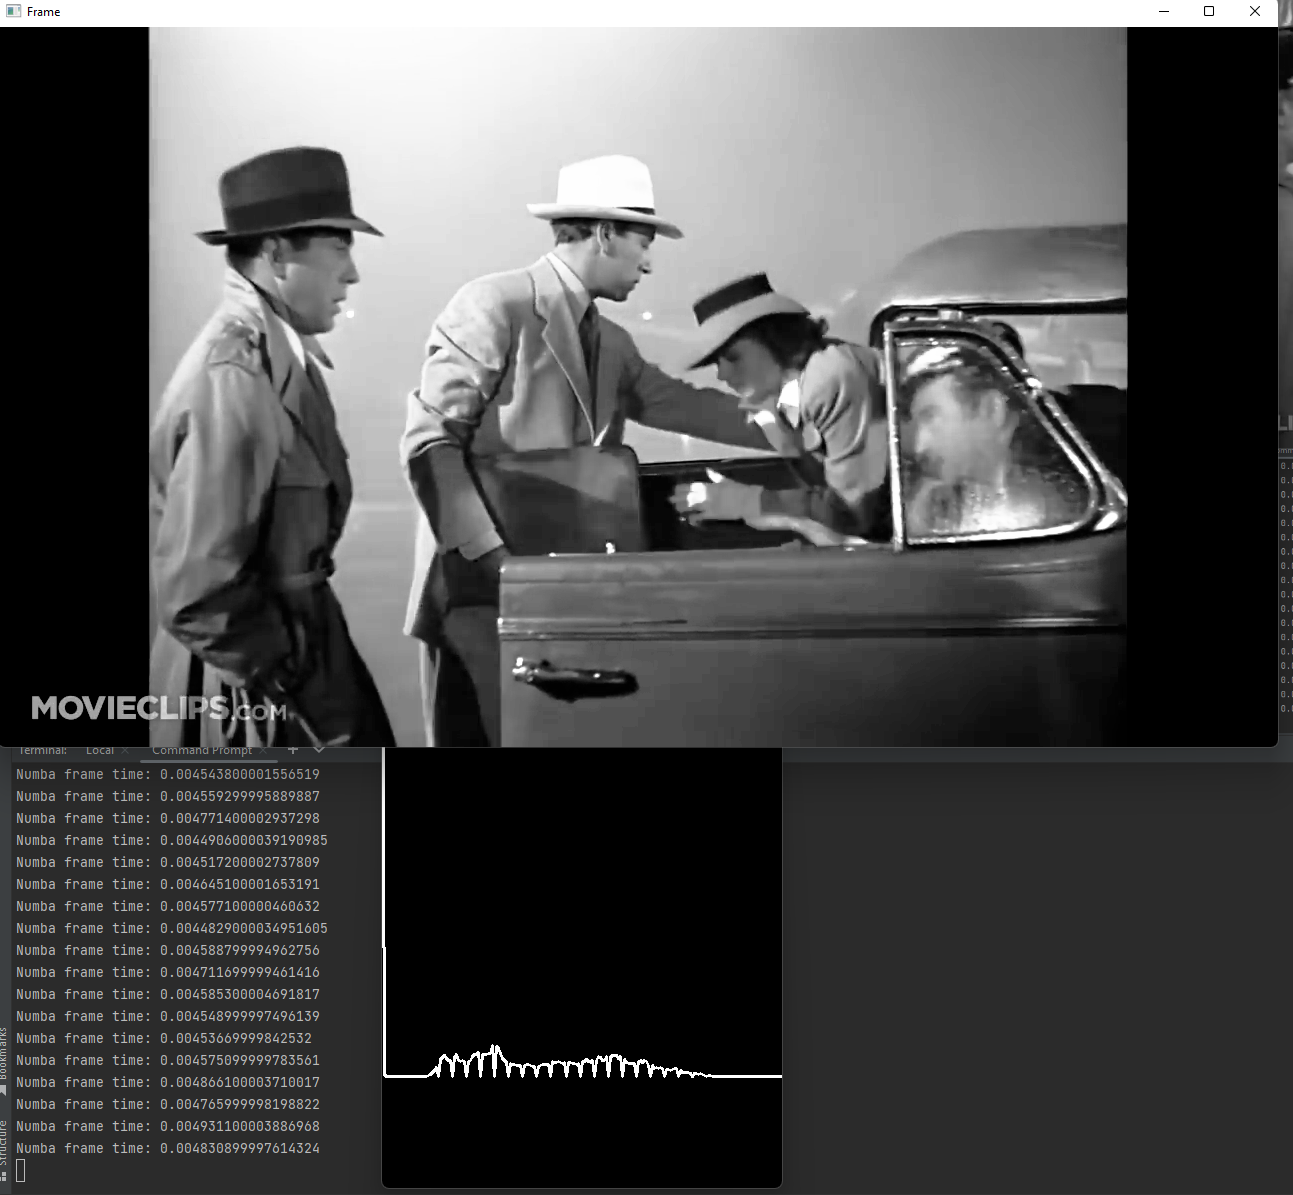 Frame
MOVIECLIPS.COM
Terminal: Local Command Prompt
Numba frame time: 0.004543800001556519
Numba frame time: 0.004559299995889887
Numba frame time: 0.004771400002937298
Numba frame time: 0.0044906000039190985
Numba frame time: 0.004517200002737809
Numba frame time: 0.004645100001653191
Numba frame time: 0.004577100000460632
Numba frame time: 0.0044829000034951605
Numba frame time: 0.004588799994962756
Numba frame time: 0.004711699999461416
Numba frame time: 0.004585300004691817
Numba frame time: 0.004548999997496139
Numba frame time: 0.00453669999842532
Numba frame time: 0.004575099999783561
Numba frame time: 0.004866100003710017
Numba frame time: 0.004765999998198822
Numba frame time: 0.004931100003886968
Numba frame time: 0.004830899997614324
Bookmarks
Structure